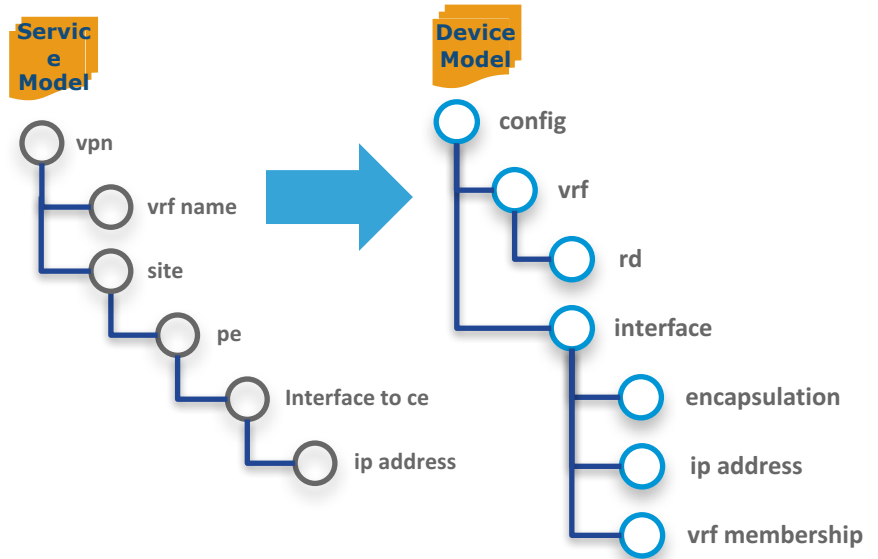 Servic
e
Model
vpn
vrf name
site
pe
Interface to ce
ip address
Device
Model
config
vrf
rd
interface
encapsulation
ip address
vrf membership